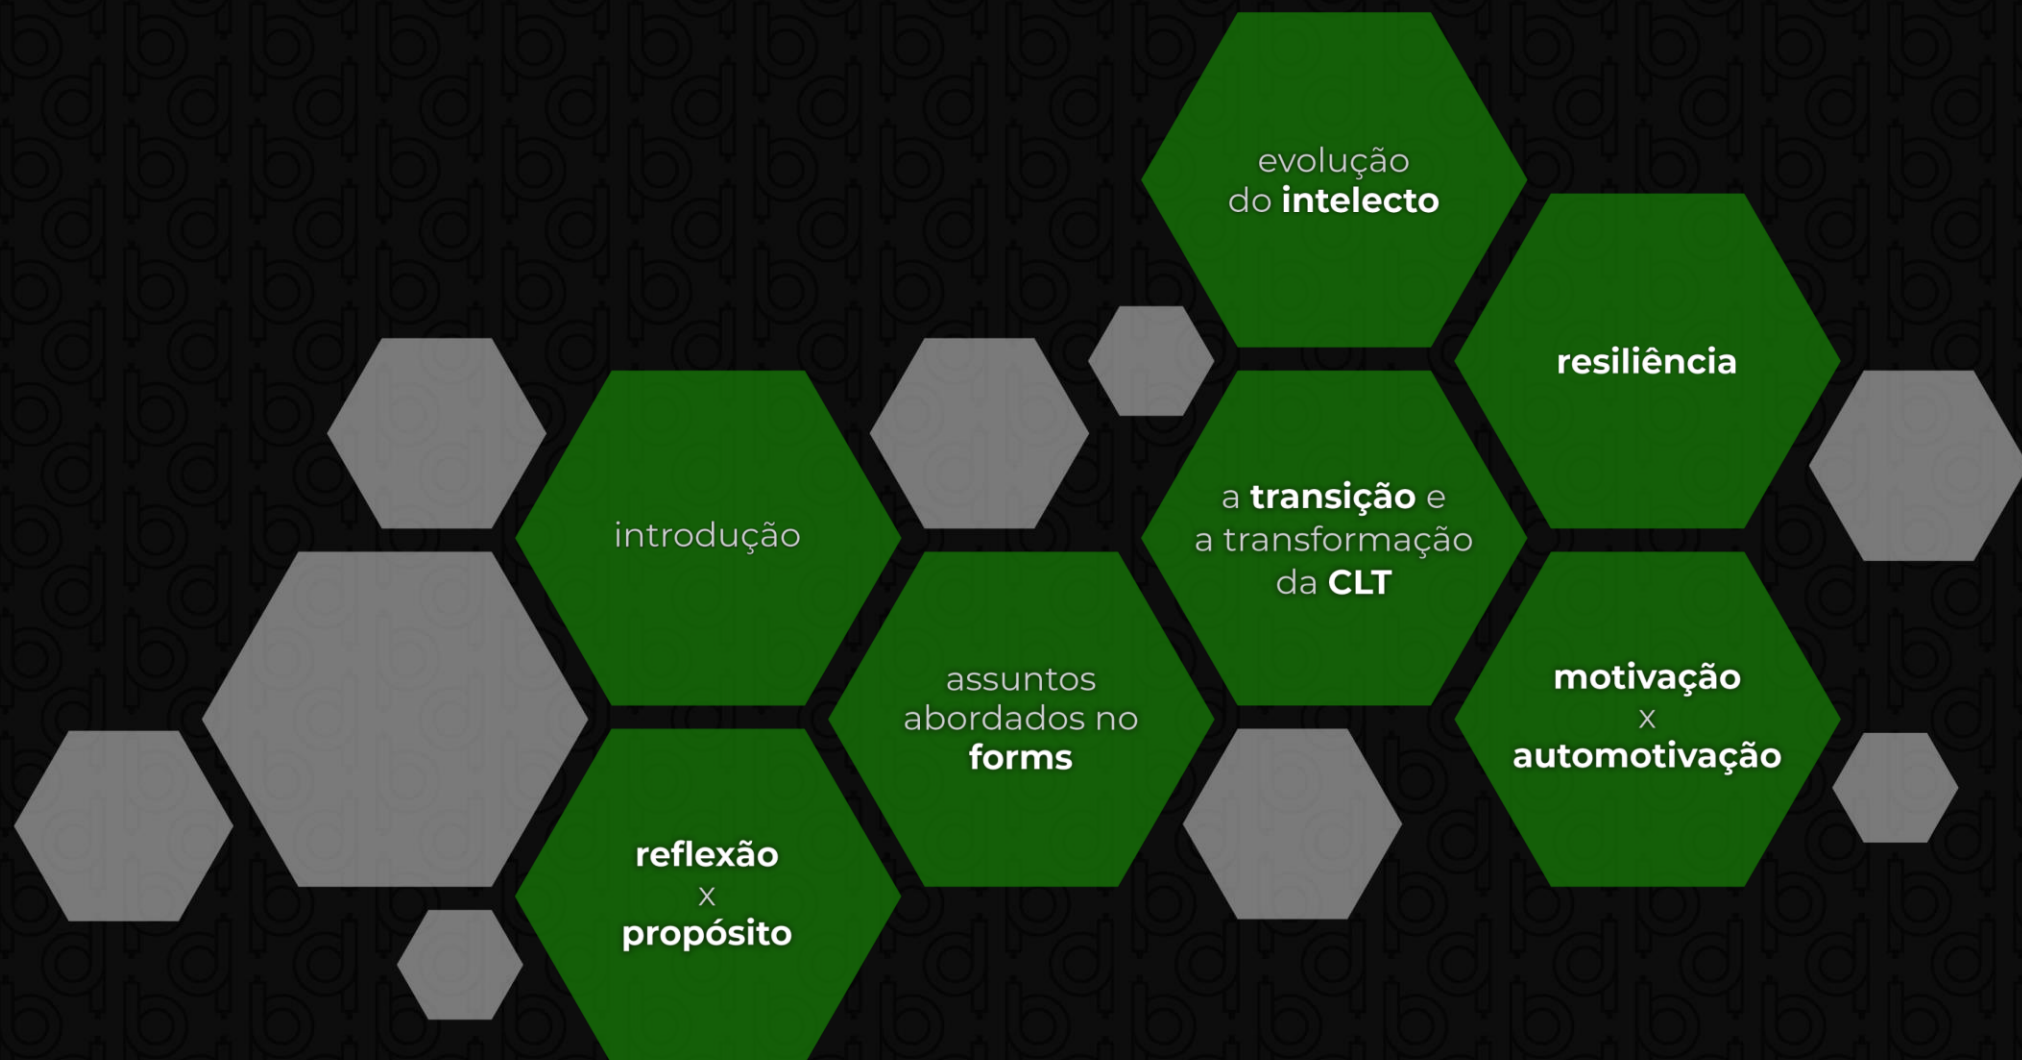 introdução
reflexão
x
propósito
assuntos
abordados no
forms
evolução
do intelecto
a transição e
a transformação
da CLT
resiliência
motivação
x
automotivação